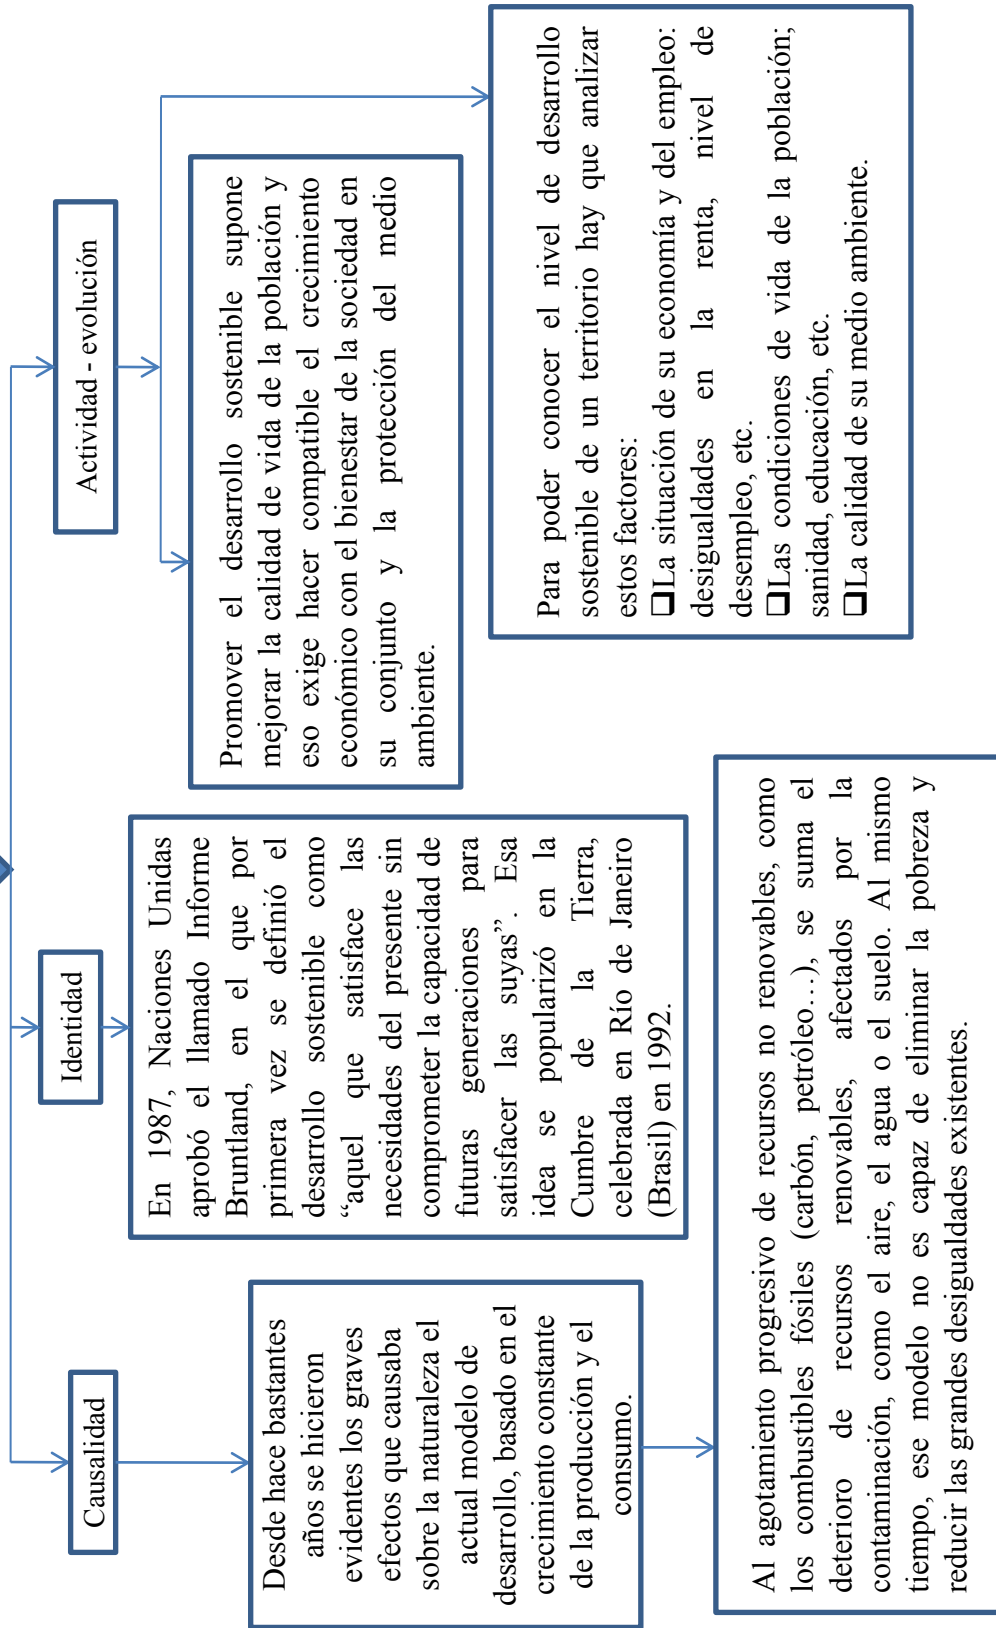 Causalidad
Desde hace bastantes
años se hicieron
evidentes los graves
efectos que causaba
sobre la naturaleza el
actual modelo de
desarrollo, basado en el
crecimiento constante
de la producción y el
consumo.
Al agotamiento progresivo de recursos no renovables, como
los combustibles fósiles (carbón, petróleo…), se suma el
deterioro de recursos renovables, afectados por la
contaminación, como el aire, el agua o el suelo. Al mismo
tiempo, ese modelo no es capaz de eliminar la pobreza y
reducir las grandes desigualdades existentes.
Identidad
En 1987, Naciones Unidas
aprobó el llamado Informe
Bruntland, en el que por
primera vez se definió el
desarrollo sostenible como
“aquel que satisface las
necesidades del presente sin
comprometer la capacidad de
futuras generaciones para
satisfacer las suyas”. Esa
idea se popularizó en la
Cumbre de la Tierra,
celebrada en Río de Janeiro
(Brasil) en 1992.
Actividad - evolución
Promover el desarrollo sostenible supone
mejorar la calidad de vida de la población y
eso exige hacer compatible el crecimiento
económico con el bienestar de la sociedad en
su conjunto y la protección del medio
ambiente.
Para poder conocer el nivel de desarrollo
sostenible de un territorio hay que analizar
estos factores:
❑La situación de su economía y del empleo:
desigualdades en la renta, nivel de
desempleo, etc.
❑Las condiciones de vida de la población;
sanidad, educación, etc.
❑La calidad de su medio ambiente.